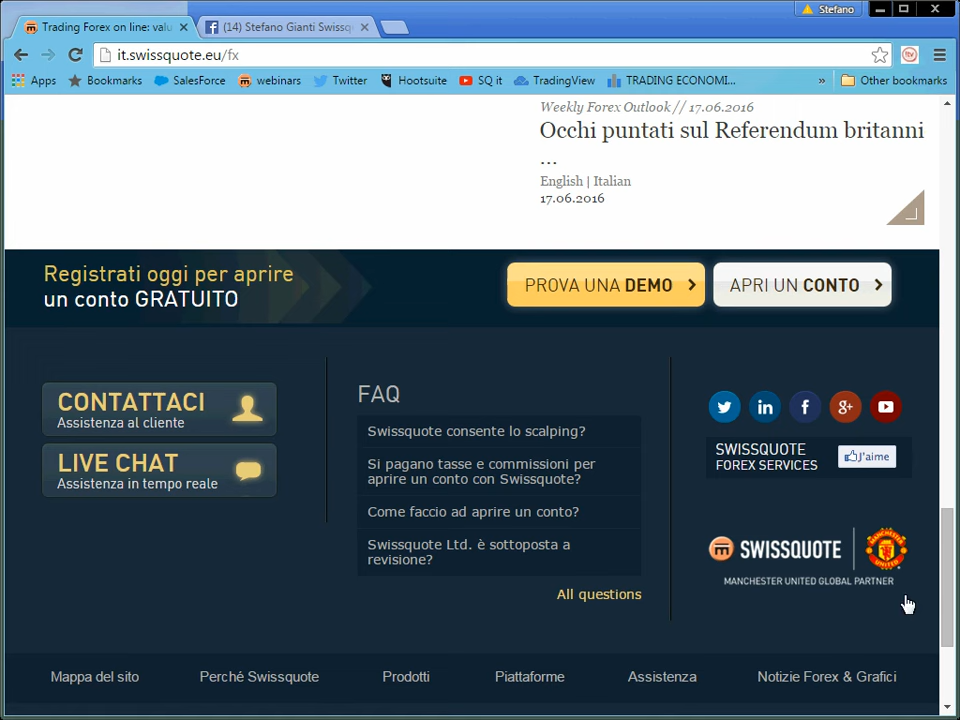 Stefano
Trading Forex on line: valu
(14) Stefano Gianti Swissq
it.swissquote.eu/fx
Apps
Bookmarks
SalesForce
webinars
Twitter
Hootsuite
SQ it
TradingView
TRADING ECONOMI...
»
Other bookmarks
Weekly Forex Outlook // 17.06.2016
Occhi puntati sul Referendum britanni
...
English | Italian
17.06.2016
Registrati oggi per aprire
un conto GRATUITO
PROVA UNA DEMO
APRI UN CONTO
CONTATTACI
Assistenza al cliente
LIVE CHAT
Assistenza in tempo reale
FAQ
Swissquote consente lo scalping?
Si pagano tasse e commissioni per
aprire un conto con Swissquote?
Come faccio ad aprire un conto?
Swissquote Ltd. è sottoposta a
revisione?
All questions
SWISSQUOTE
FOREX SERVICES
J'aime
SWISSQUOTE
MANCHESTER UNITED GLOBAL PARTNER
Mappa del sito
Perché Swissquote
Prodotti
Piattaforme
Assistenza
Notizie Forex & Grafici